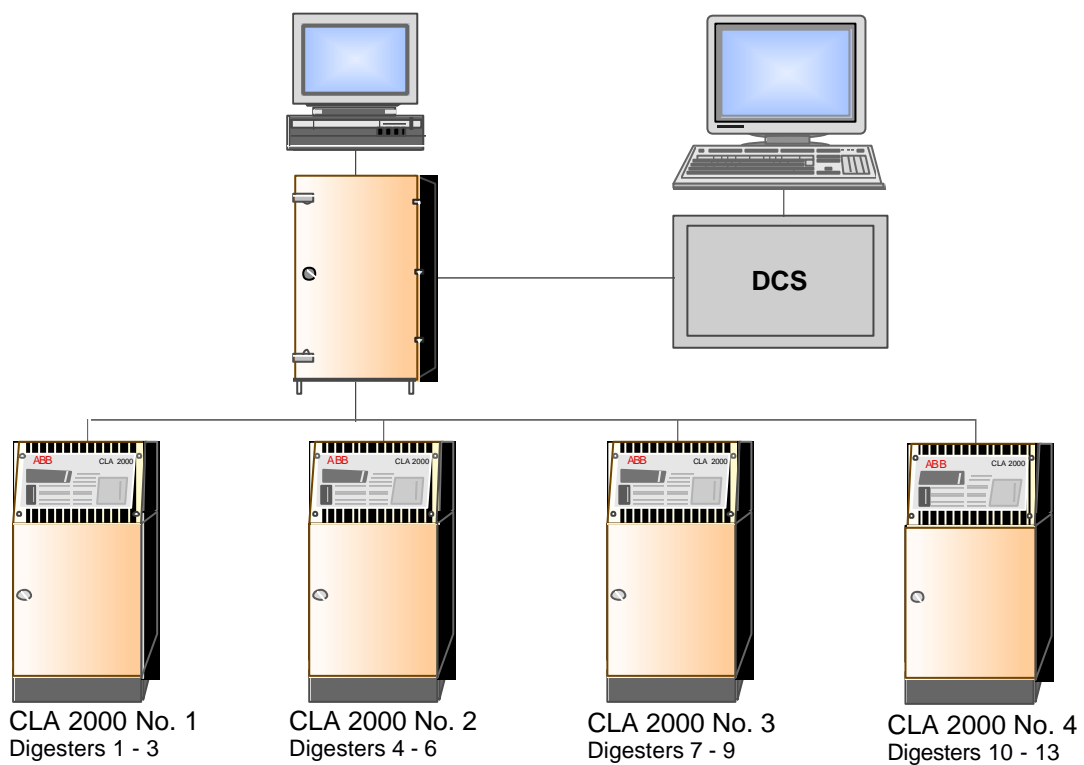 DCS
ABB CLA 2000
ABB CLA 2000
ABB CLA 2000
ABB CLA 2000
CLA 2000 No. 1
Digesters 1 - 3
CLA 2000 No. 2
Digesters 4 - 6
CLA 2000 No. 3
Digesters 7 - 9
CLA 2000 No. 4
Digesters 10 - 13